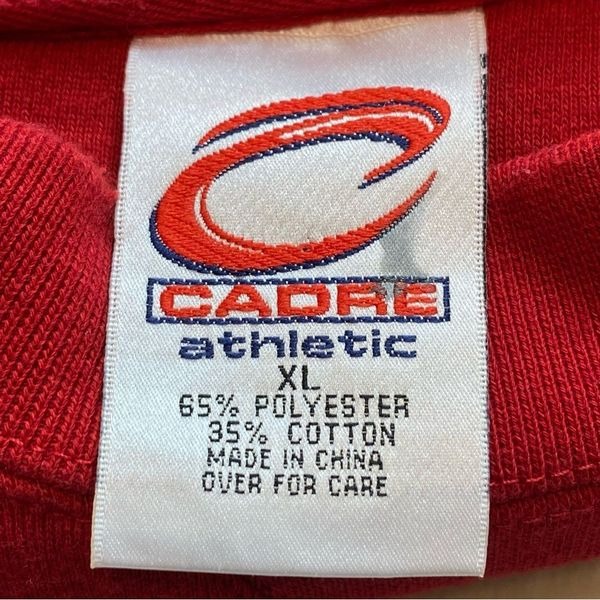 CADRE
athletic
XL
65% POLYESTER
35% COTTON
MADE IN CHINA
OVER FOR CARE